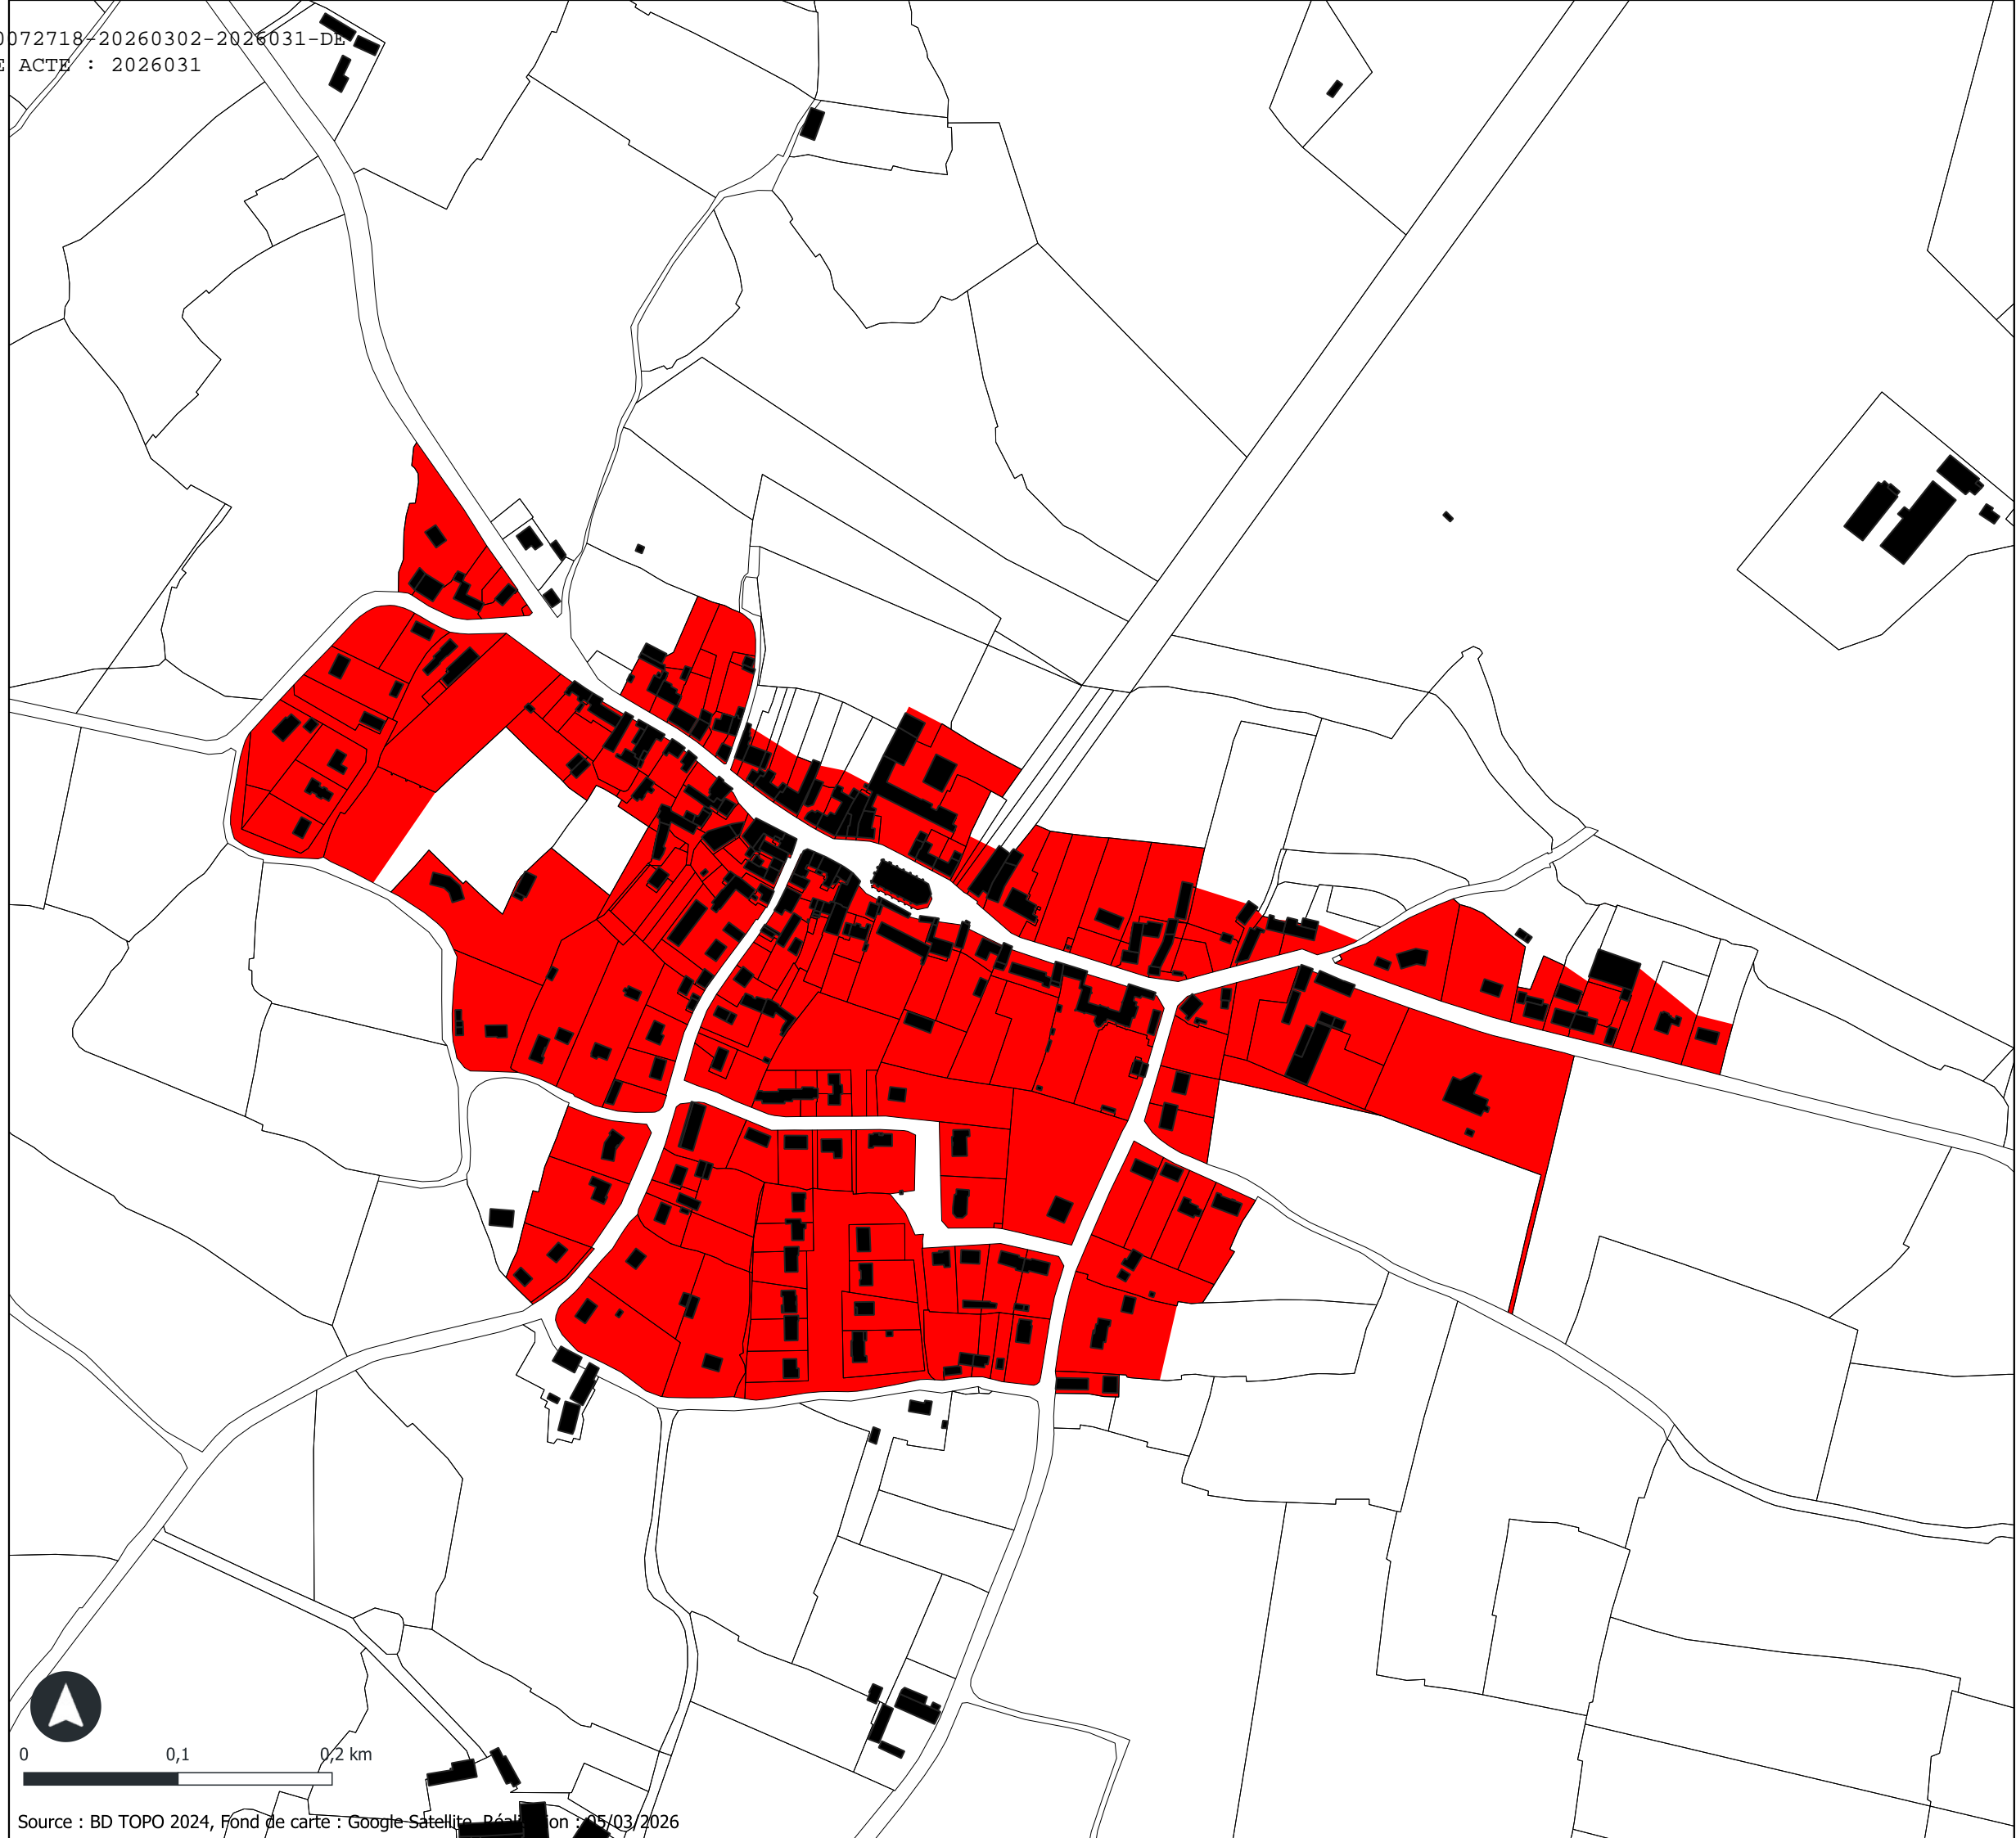 0072718-20260302-2026031-DE
E ACTE : 2026031
0 0,1 0,2 km
Source : BD TOPO 2024, Fond de carte : Google Satellite, Réalisation : 05/03/2026